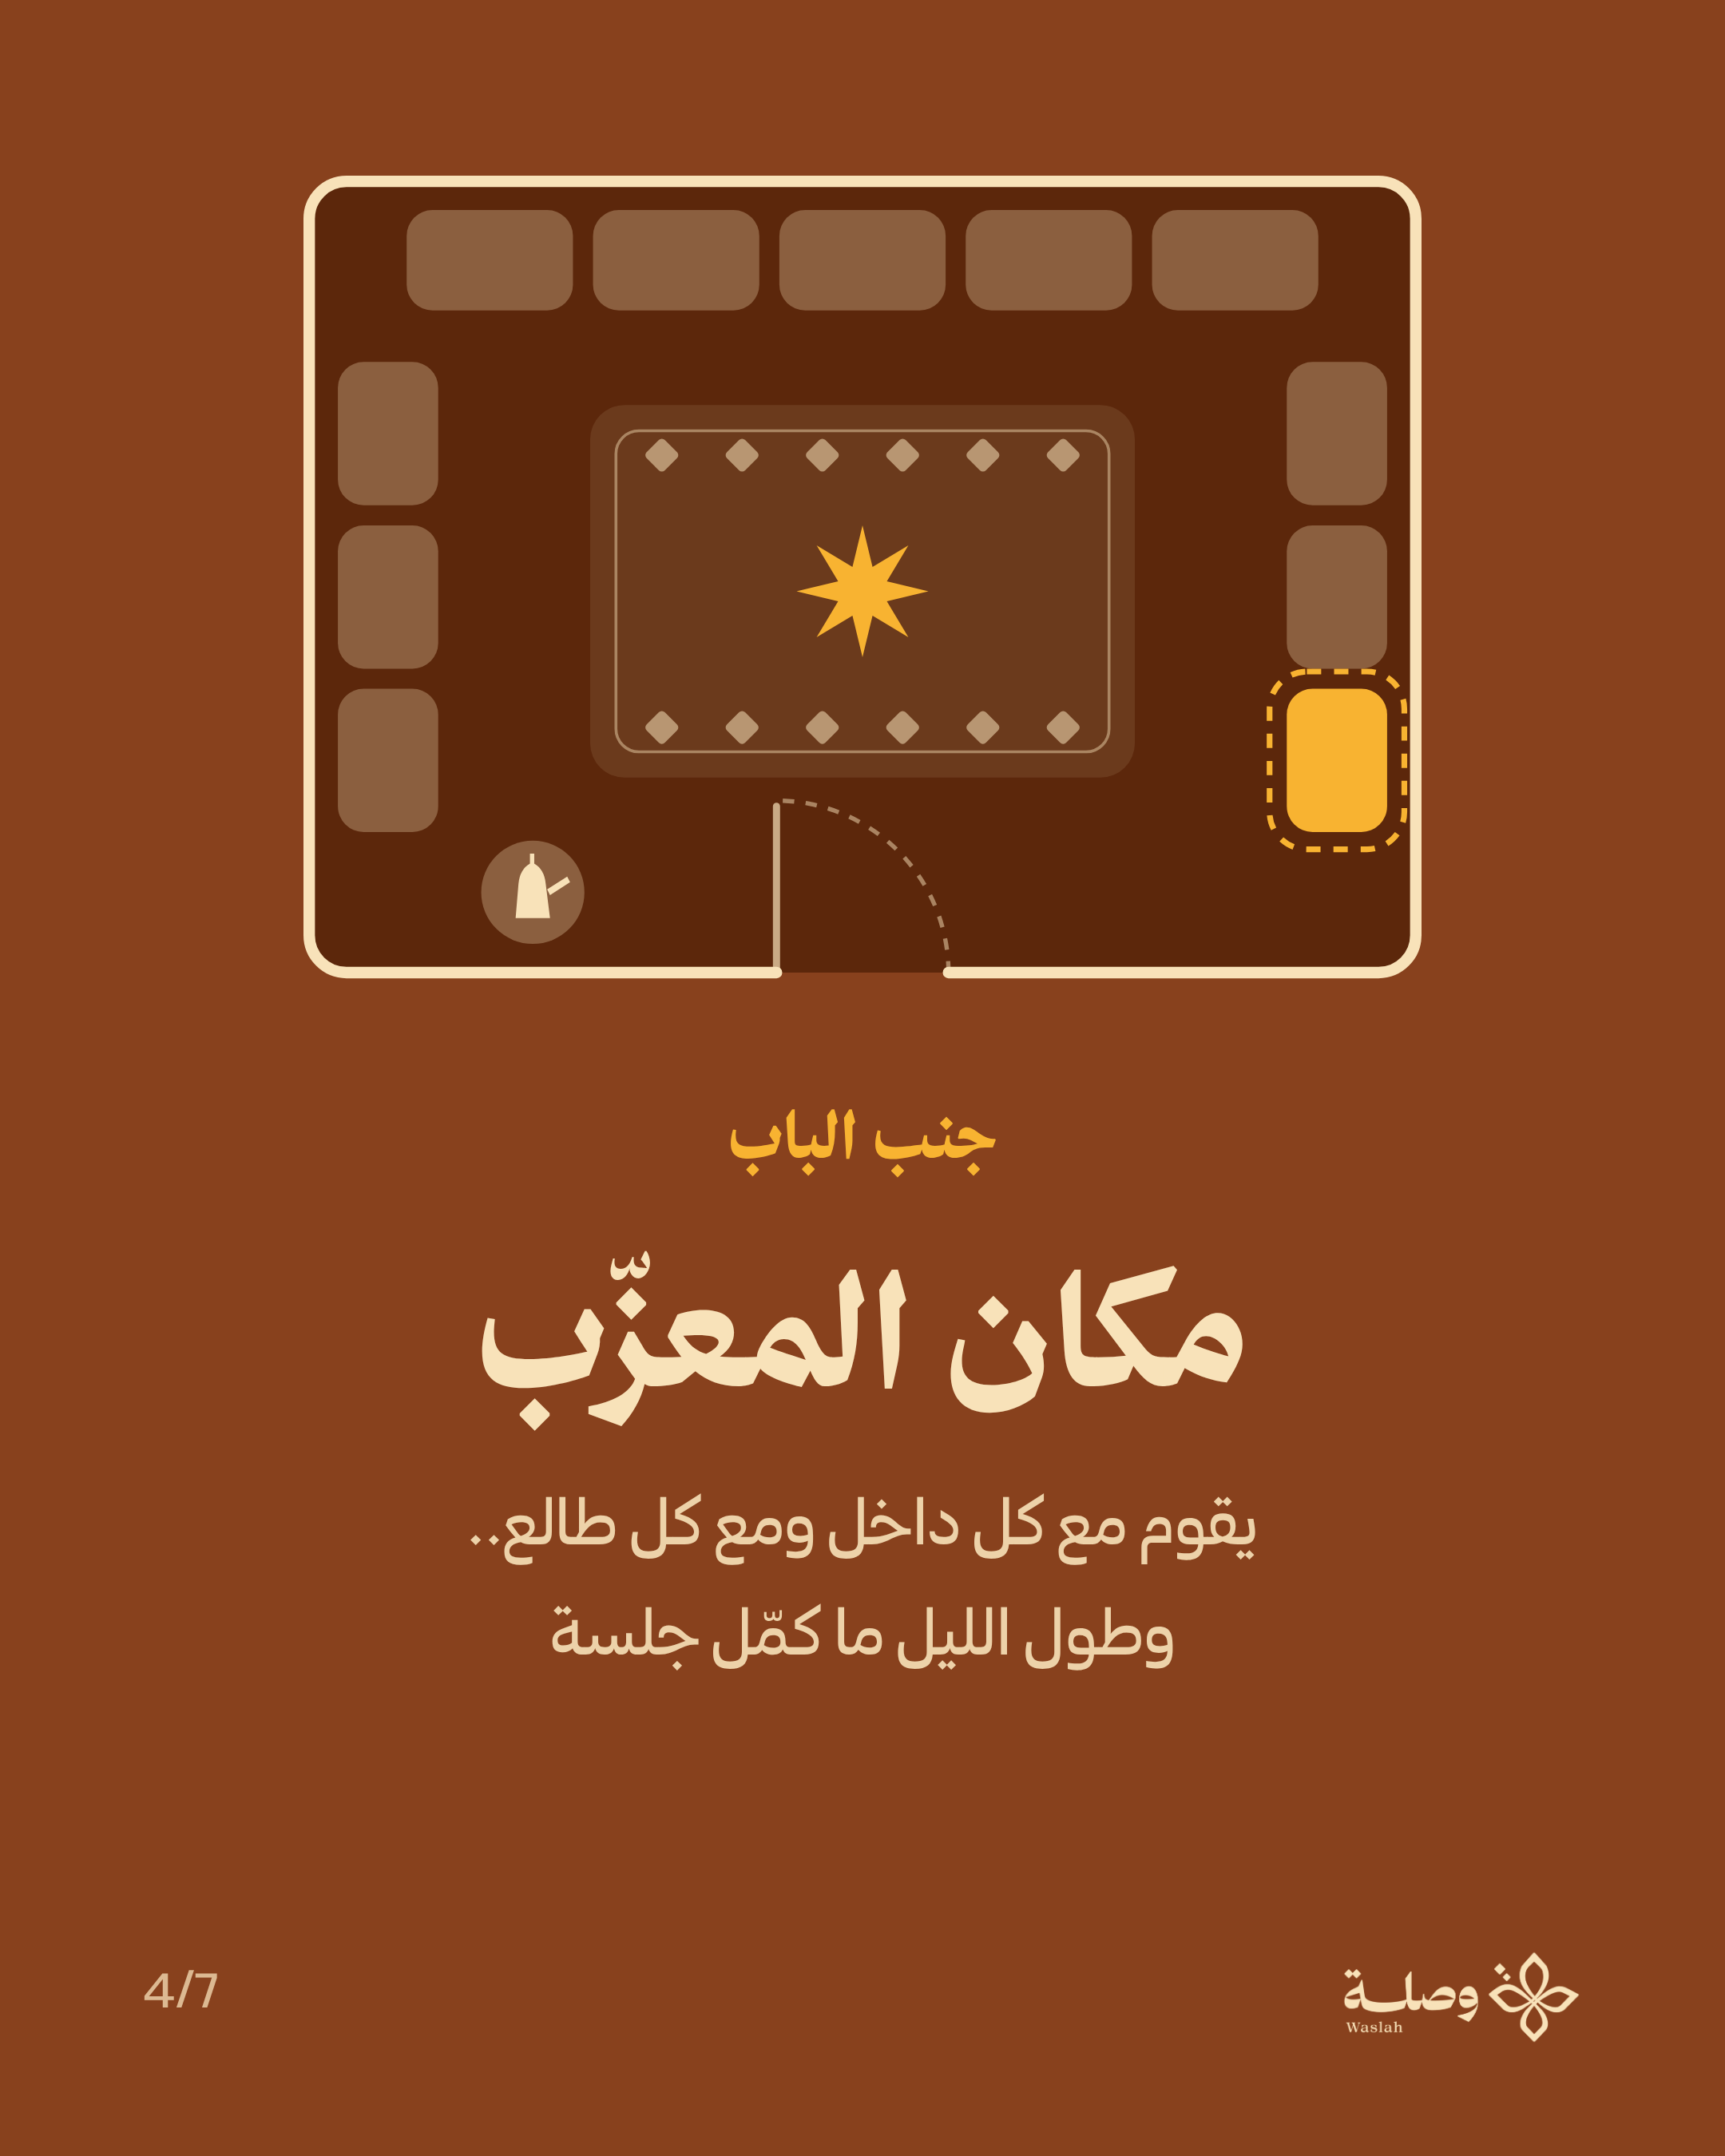 جنب الباب
مكان المعزّب
يقوم مع كل داخل ومع كل طالع..
وطول الليل ما كمّل جلسة
4/7
وصلة
Waslah